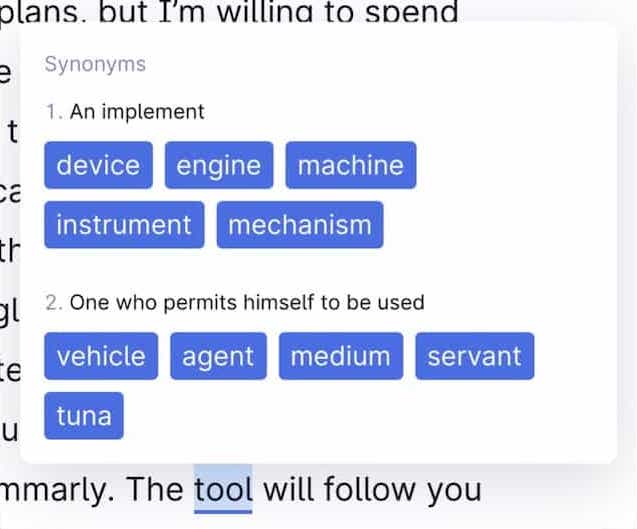 plans, but I'm willing to spend
e
Synonyms
1. An implement
t
device engine machine
ca
instrument mechanism
th
gl
2. One who permits himself to be used
te
vehicle agent medium servant
u
tuna
mmarly. The tool will follow you